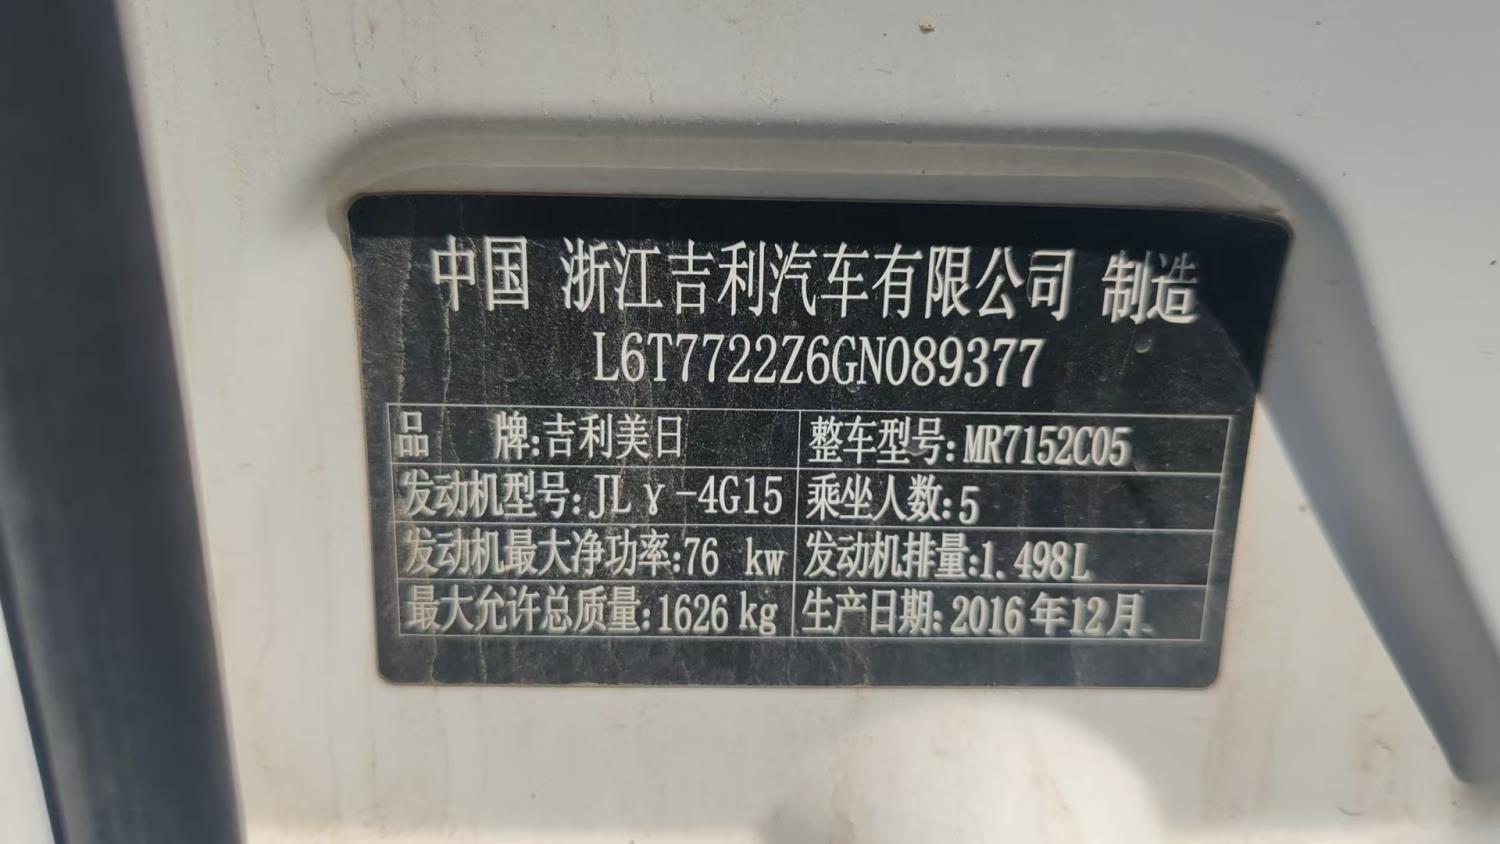 中国 浙江吉利汽车有限公司 制造
L6T7722Z6GN089377
品 牌:吉利美日 整车型号:MR7152C05
发动机型号:JLγ-4G15 乘坐人数:5
发动机最大净功率:76 kw 发动机排量:1.498L
最大允许总质量:1626kg 生产日期:2016年12月